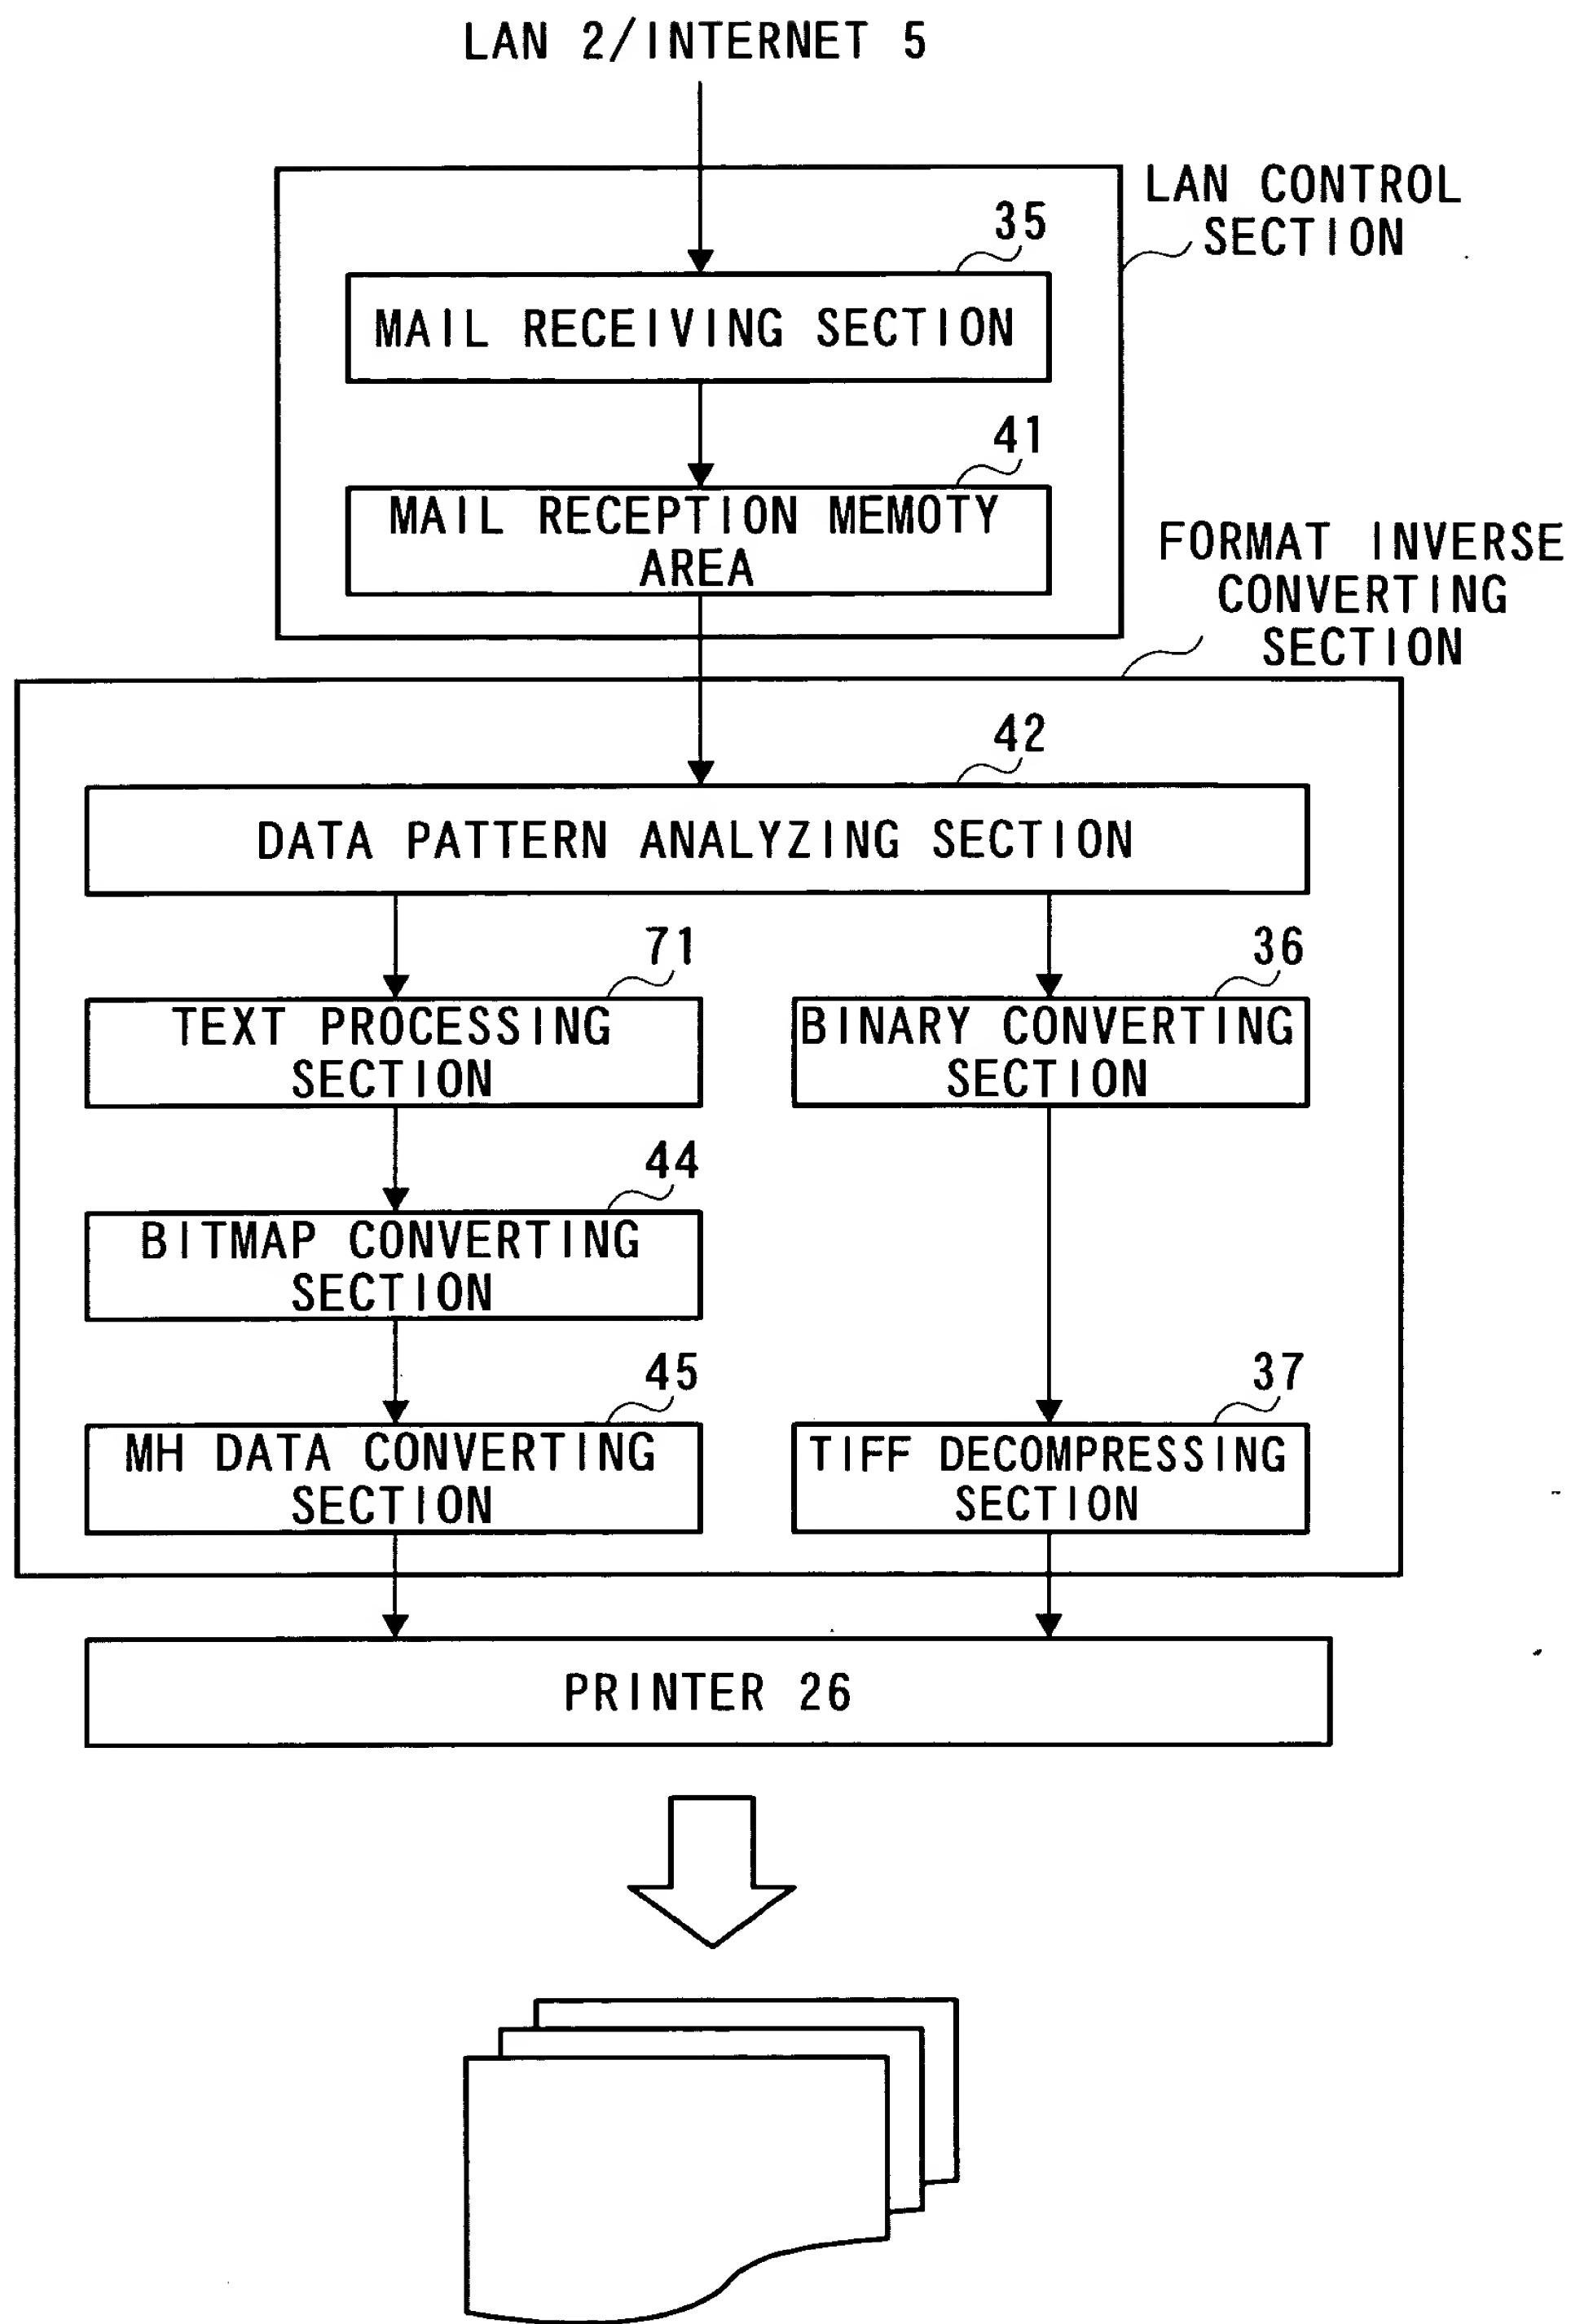 LAN 2/INTERNET 5
LAN CONTROL
SECTION
35
MAIL RECEIVING SECTION
41
MAIL RECEPTION MEMOTY
AREA
FORMAT INVERSE
CONVERTING
SECTION
42
DATA PATTERN ANALYZING SECTION
71
TEXT PROCESSING
SECTION
36
BINARY CONVERTING
SECTION
44
BITMAP CONVERTING
SECTION
45
MH DATA CONVERTING
SECTION
37
TIFF DECOMPRESSING
SECTION
PRINTER 26